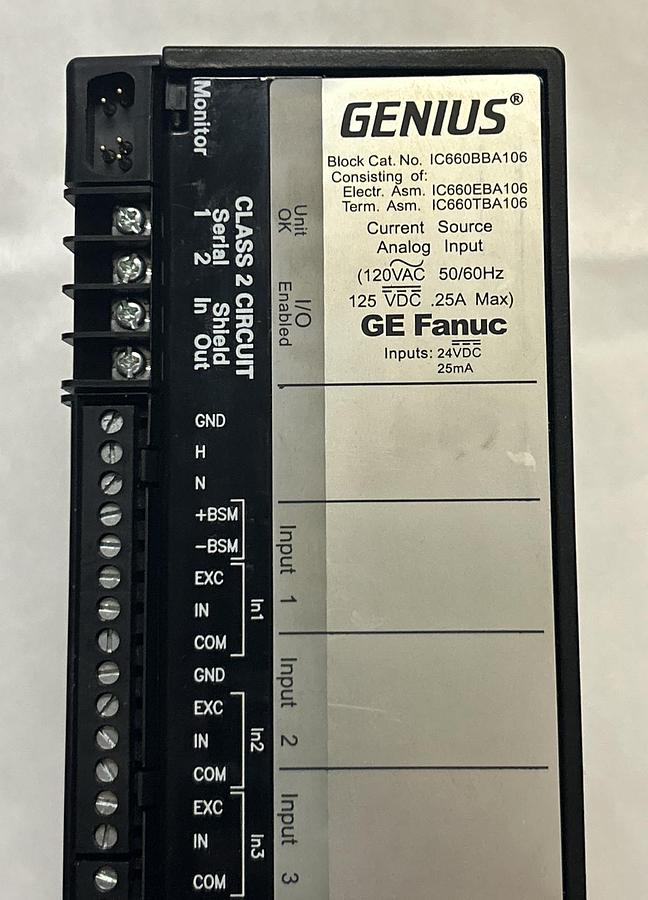 GENIUS®
Block Cat. No. IC660BBA106
Consisting of:
Electr. Asm. IC660EBA106
Term. Asm. IC660TBA106
Current Source
Analog Input
(120VAC 50/60Hz
125 VDC .25A Max)
GE Fanuc
Inputs: 24VDC
25mA
Monitor
CLASS 2 CIRCUIT
Serial Shield
1 2 In Out
Unit
OK
I/O
Enabled
GND
H
N
+BSM
-BSM
EXC
IN
COM
In1
Input 1
GND
EXC
IN
COM
In2
Input 2
EXC
IN
COM
In3
Input 3